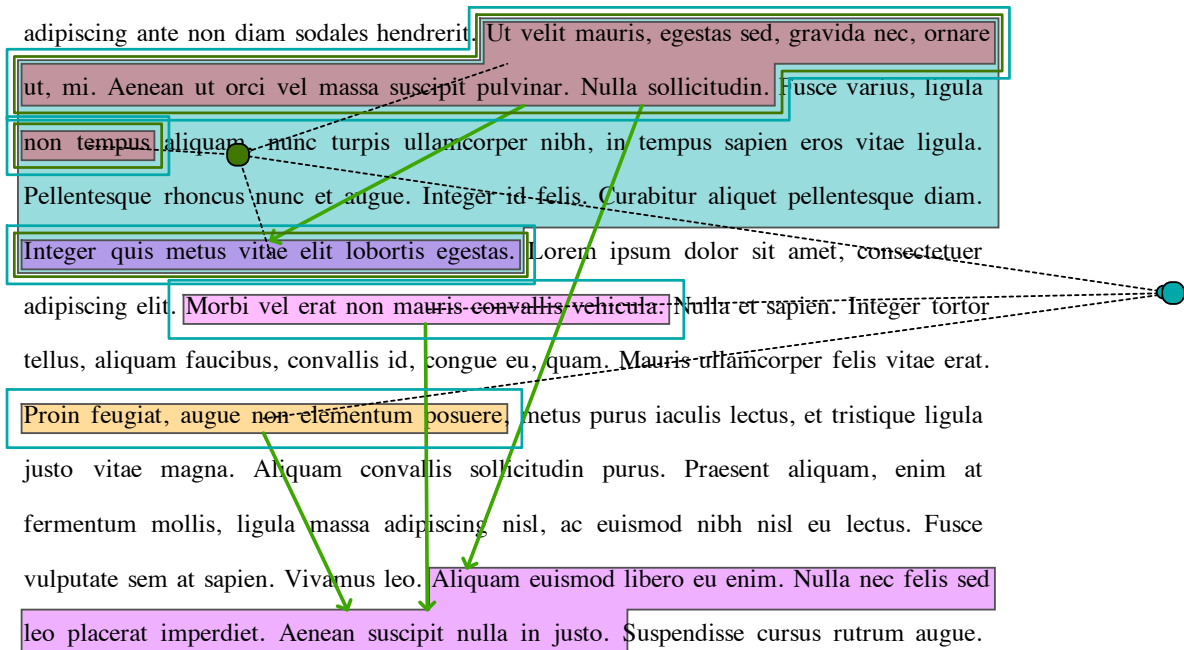 adipiscing ante non diam sodales hendrerit. Ut velit mauris, egestas sed, gravida nec, ornare
ut, mi. Aenean ut orci vel massa suscipit pulvinar. Nulla sollicitudin. Fusce varius, ligula
non tempus aliquam, nunc turpis ullamcorper nibh, in tempus sapien eros vitae ligula.
Pellentesque rhoncus nunc et augue. Integer id felis. Curabitur aliquet pellentesque diam.
Integer quis metus vitae elit lobortis egestas. Lorem ipsum dolor sit amet, consectetuer
adipiscing elit. Morbi vel erat non mauris convallis vehicula. Nulla et sapien. Integer tortor
tellus, aliquam faucibus, convallis id, congue eu, quam. Mauris ullamcorper felis vitae erat.
Proin feugiat, augue non elementum posuere, metus purus iaculis lectus, et tristique ligula
justo vitae magna. Aliquam convallis sollicitudin purus. Praesent aliquam, enim at
fermentum mollis, ligula massa adipiscing nisl, ac euismod nibh nisl eu lectus. Fusce
vulputate sem at sapien. Vivamus leo. Aliquam euismod libero eu enim. Nulla nec felis sed
leo placerat imperdiet. Aenean suscipit nulla in justo. Suspendisse cursus rutrum augue.